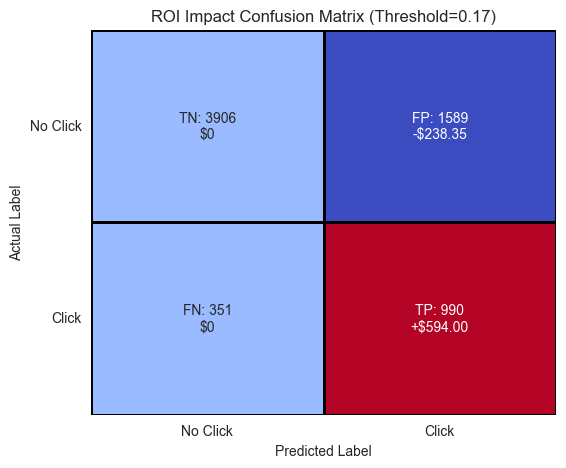 ROI Impact Confusion Matrix (Threshold=0.17)
Actual Label
No Click
TN: 3906
$0
FP: 1589
-$238.35
Click
FN: 351
$0
TP: 990
+$594.00
No Click
Click
Predicted Label